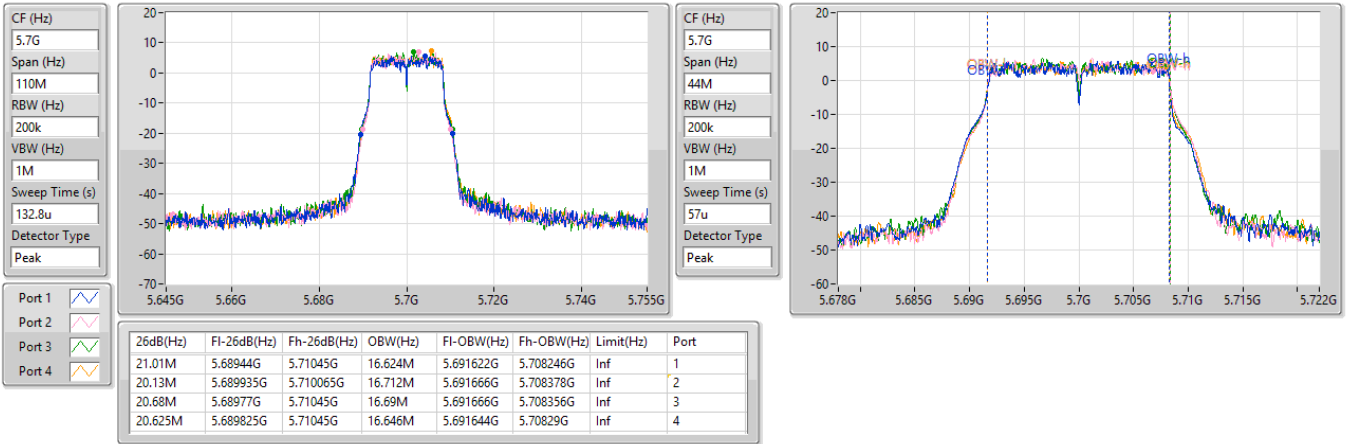 CF (Hz)
5.7G
Span (Hz)
110M
RBW (Hz)
200k
VBW (Hz)
1M
Sweep Time (s)
132.8u
Detector Type
Peak
20
10
0
-10
-20
-30
-40
-50
-60
-70
5.645G 5.66G 5.68G 5.7G 5.72G 5.74G 5.755G
CF (Hz)
5.7G
Span (Hz)
44M
RBW (Hz)
200k
VBW (Hz)
1M
Sweep Time (s)
57u
Detector Type
Peak
20
10
0
-10
-20
-30
-40
-50
-60
OBW-h
5.678G 5.685G 5.69G 5.695G 5.7G 5.705G 5.71G 5.715G 5.722G
Port 1
Port 2
Port 3
Port 4
26dB(Hz) Fl-26dB(Hz) Fh-26dB(Hz) OBW(Hz) Fl-OBW(Hz) Fh-OBW(Hz) Limit(Hz) Port
21.01M 5.68944G 5.71045G 16.624M 5.691622G 5.708246G Inf 1
20.13M 5.689935G 5.710065G 16.712M 5.691666G 5.708378G Inf 2
20.68M 5.68977G 5.71045G 16.69M 5.691666G 5.708356G Inf 3
20.625M 5.689825G 5.71045G 16.646M 5.691644G 5.70829G Inf 4